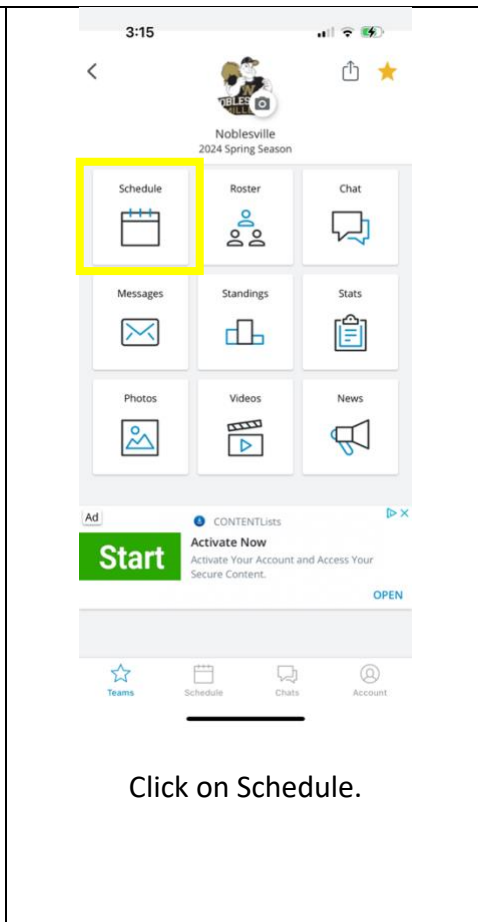 3:15
Noblesville
2024 Spring Season
Schedule Roster Chat
Messages Standings Stats
Photos Videos News
Ad
CONTENTLists
Start
Activate Now
Activate Your Account and Access Your
Secure Content.
OPEN
Teams Schedule Chats Account
Click on Schedule.